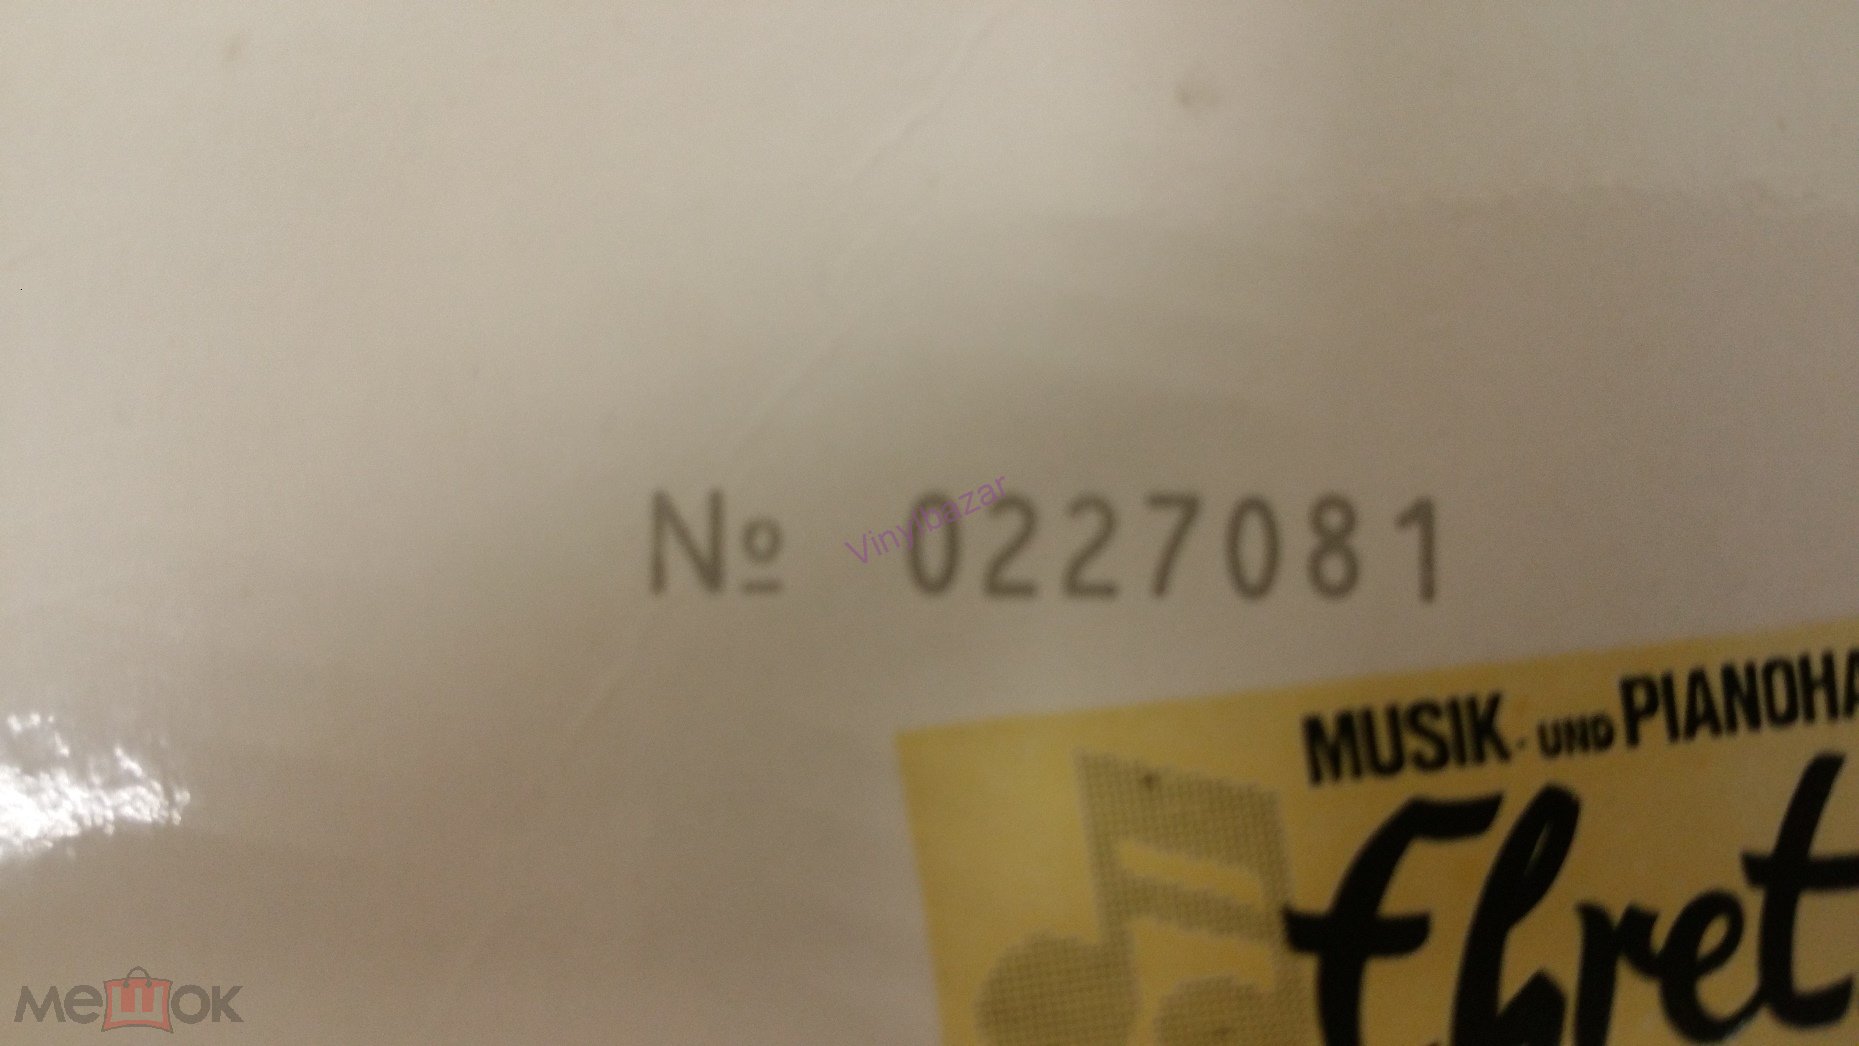 № 0227081
Vinylbazar
MUSIK- UND PIANOHA
Ehret
мешок